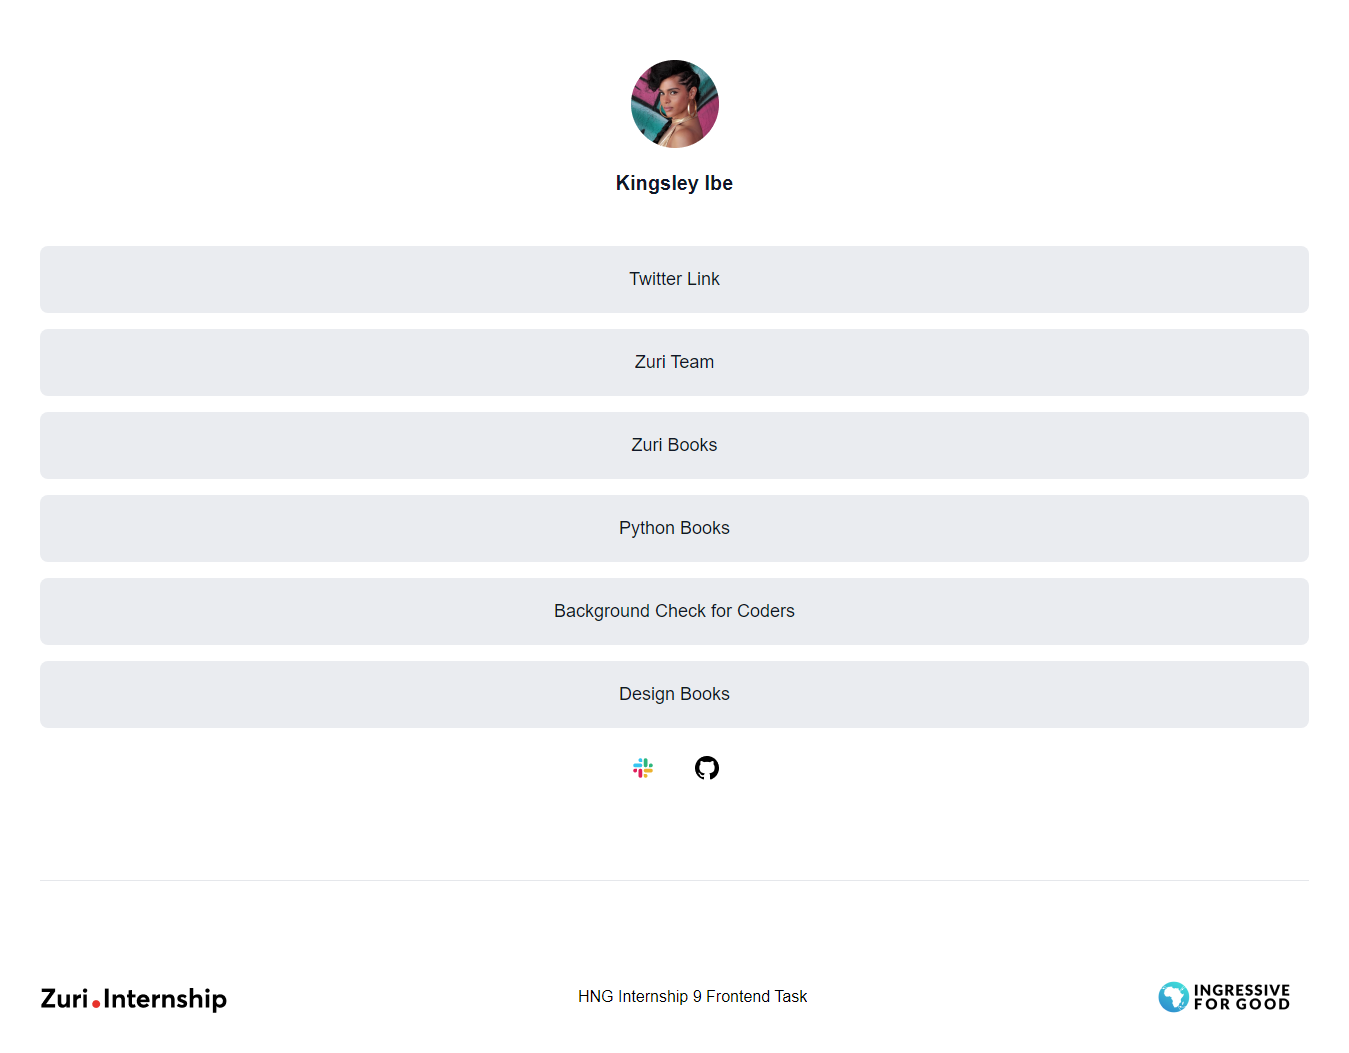 Kingsley Ibe
Twitter Link
Zuri Team
Zuri Books
Python Books
Background Check for Coders
Design Books
Zuri.Internship
HNG Internship 9 Frontend Task
INGRESSIVE
FOR GOOD